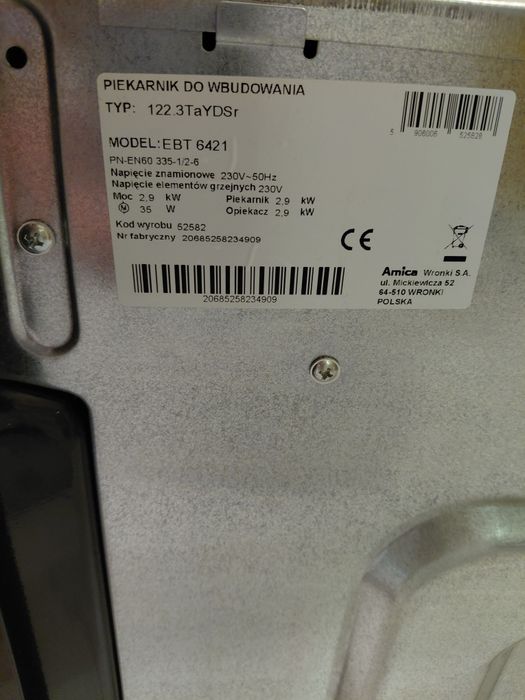 PIEKARNIK DO WBUDOWANIA
TYP: 122.3TaYDSr
MODEL: EBT 6421
PN-EN60 335-1/2-6
Napięcie znamionowe 230V~50Hz
Napięcie elementów grzejnych 230V
Moc 2,9 kW Piekarnik 2,9 kW
M 35 W Opiekacz 2,9 kW
Kod wyrobu 52582
Nr fabryczny 20685258234909
CE
20685258234909
5 906006 525828
Amica Wronki S.A.
ul. Mickiewicza 52
64-510 WRONKI
POLSKA